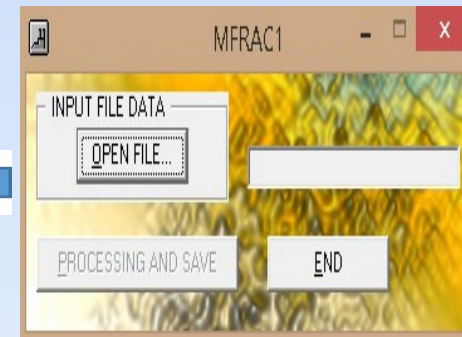 MFRAC1
INPUT FILE DATA
OPEN FILE...
PROCESSING AND SAVE
END